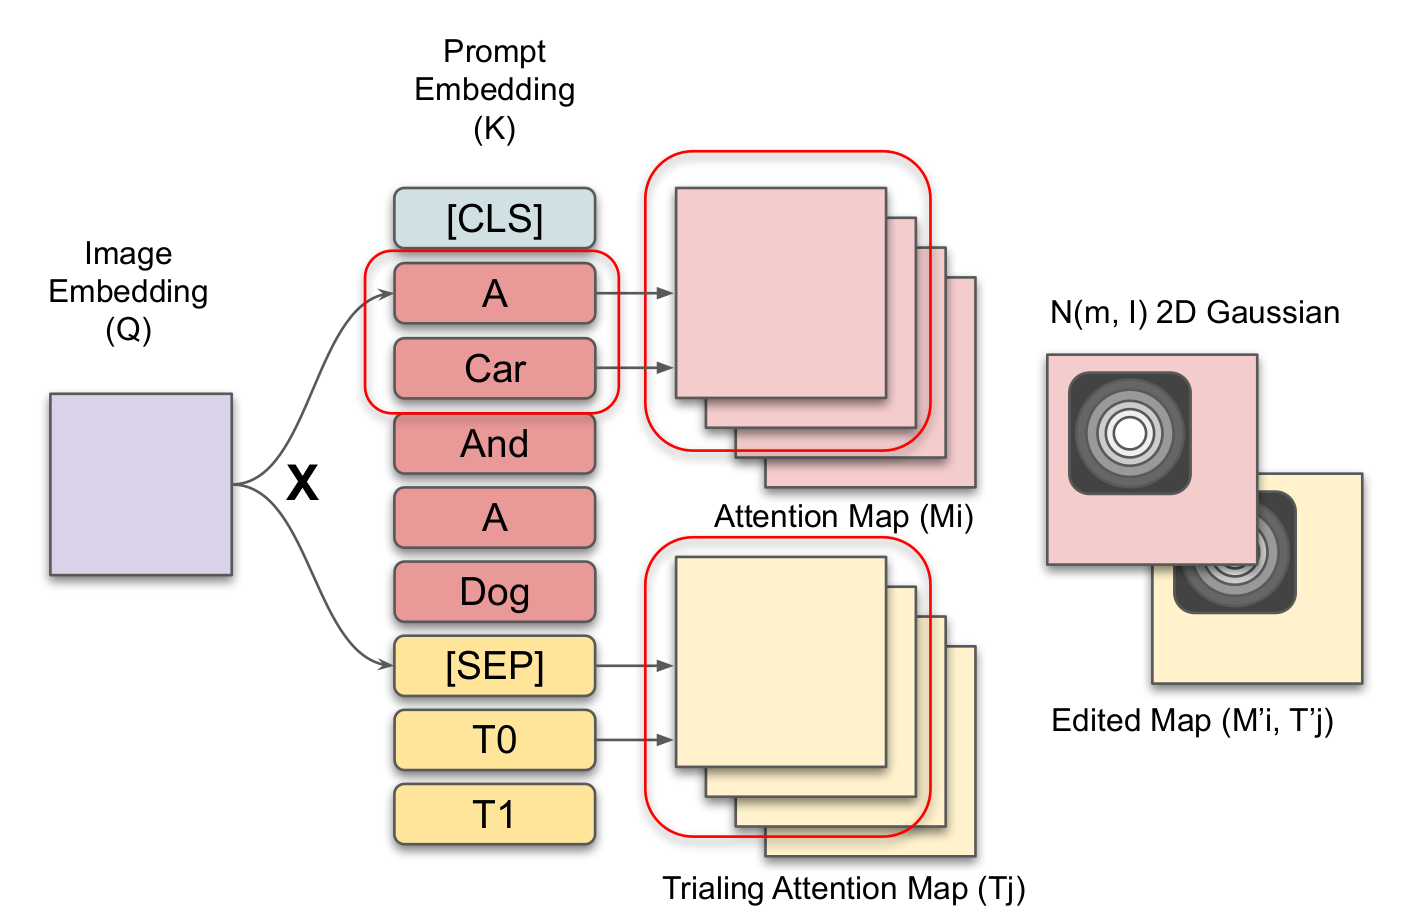 Prompt
Embedding
(K)
Image
Embedding
(Q)
[CLS]
A
Car
And
A
Dog
[SEP]
T0
T1
X
Attention Map (Mi)
Trialing Attention Map (Tj)
N(m, I) 2D Gaussian
Edited Map (M’i, T’j)